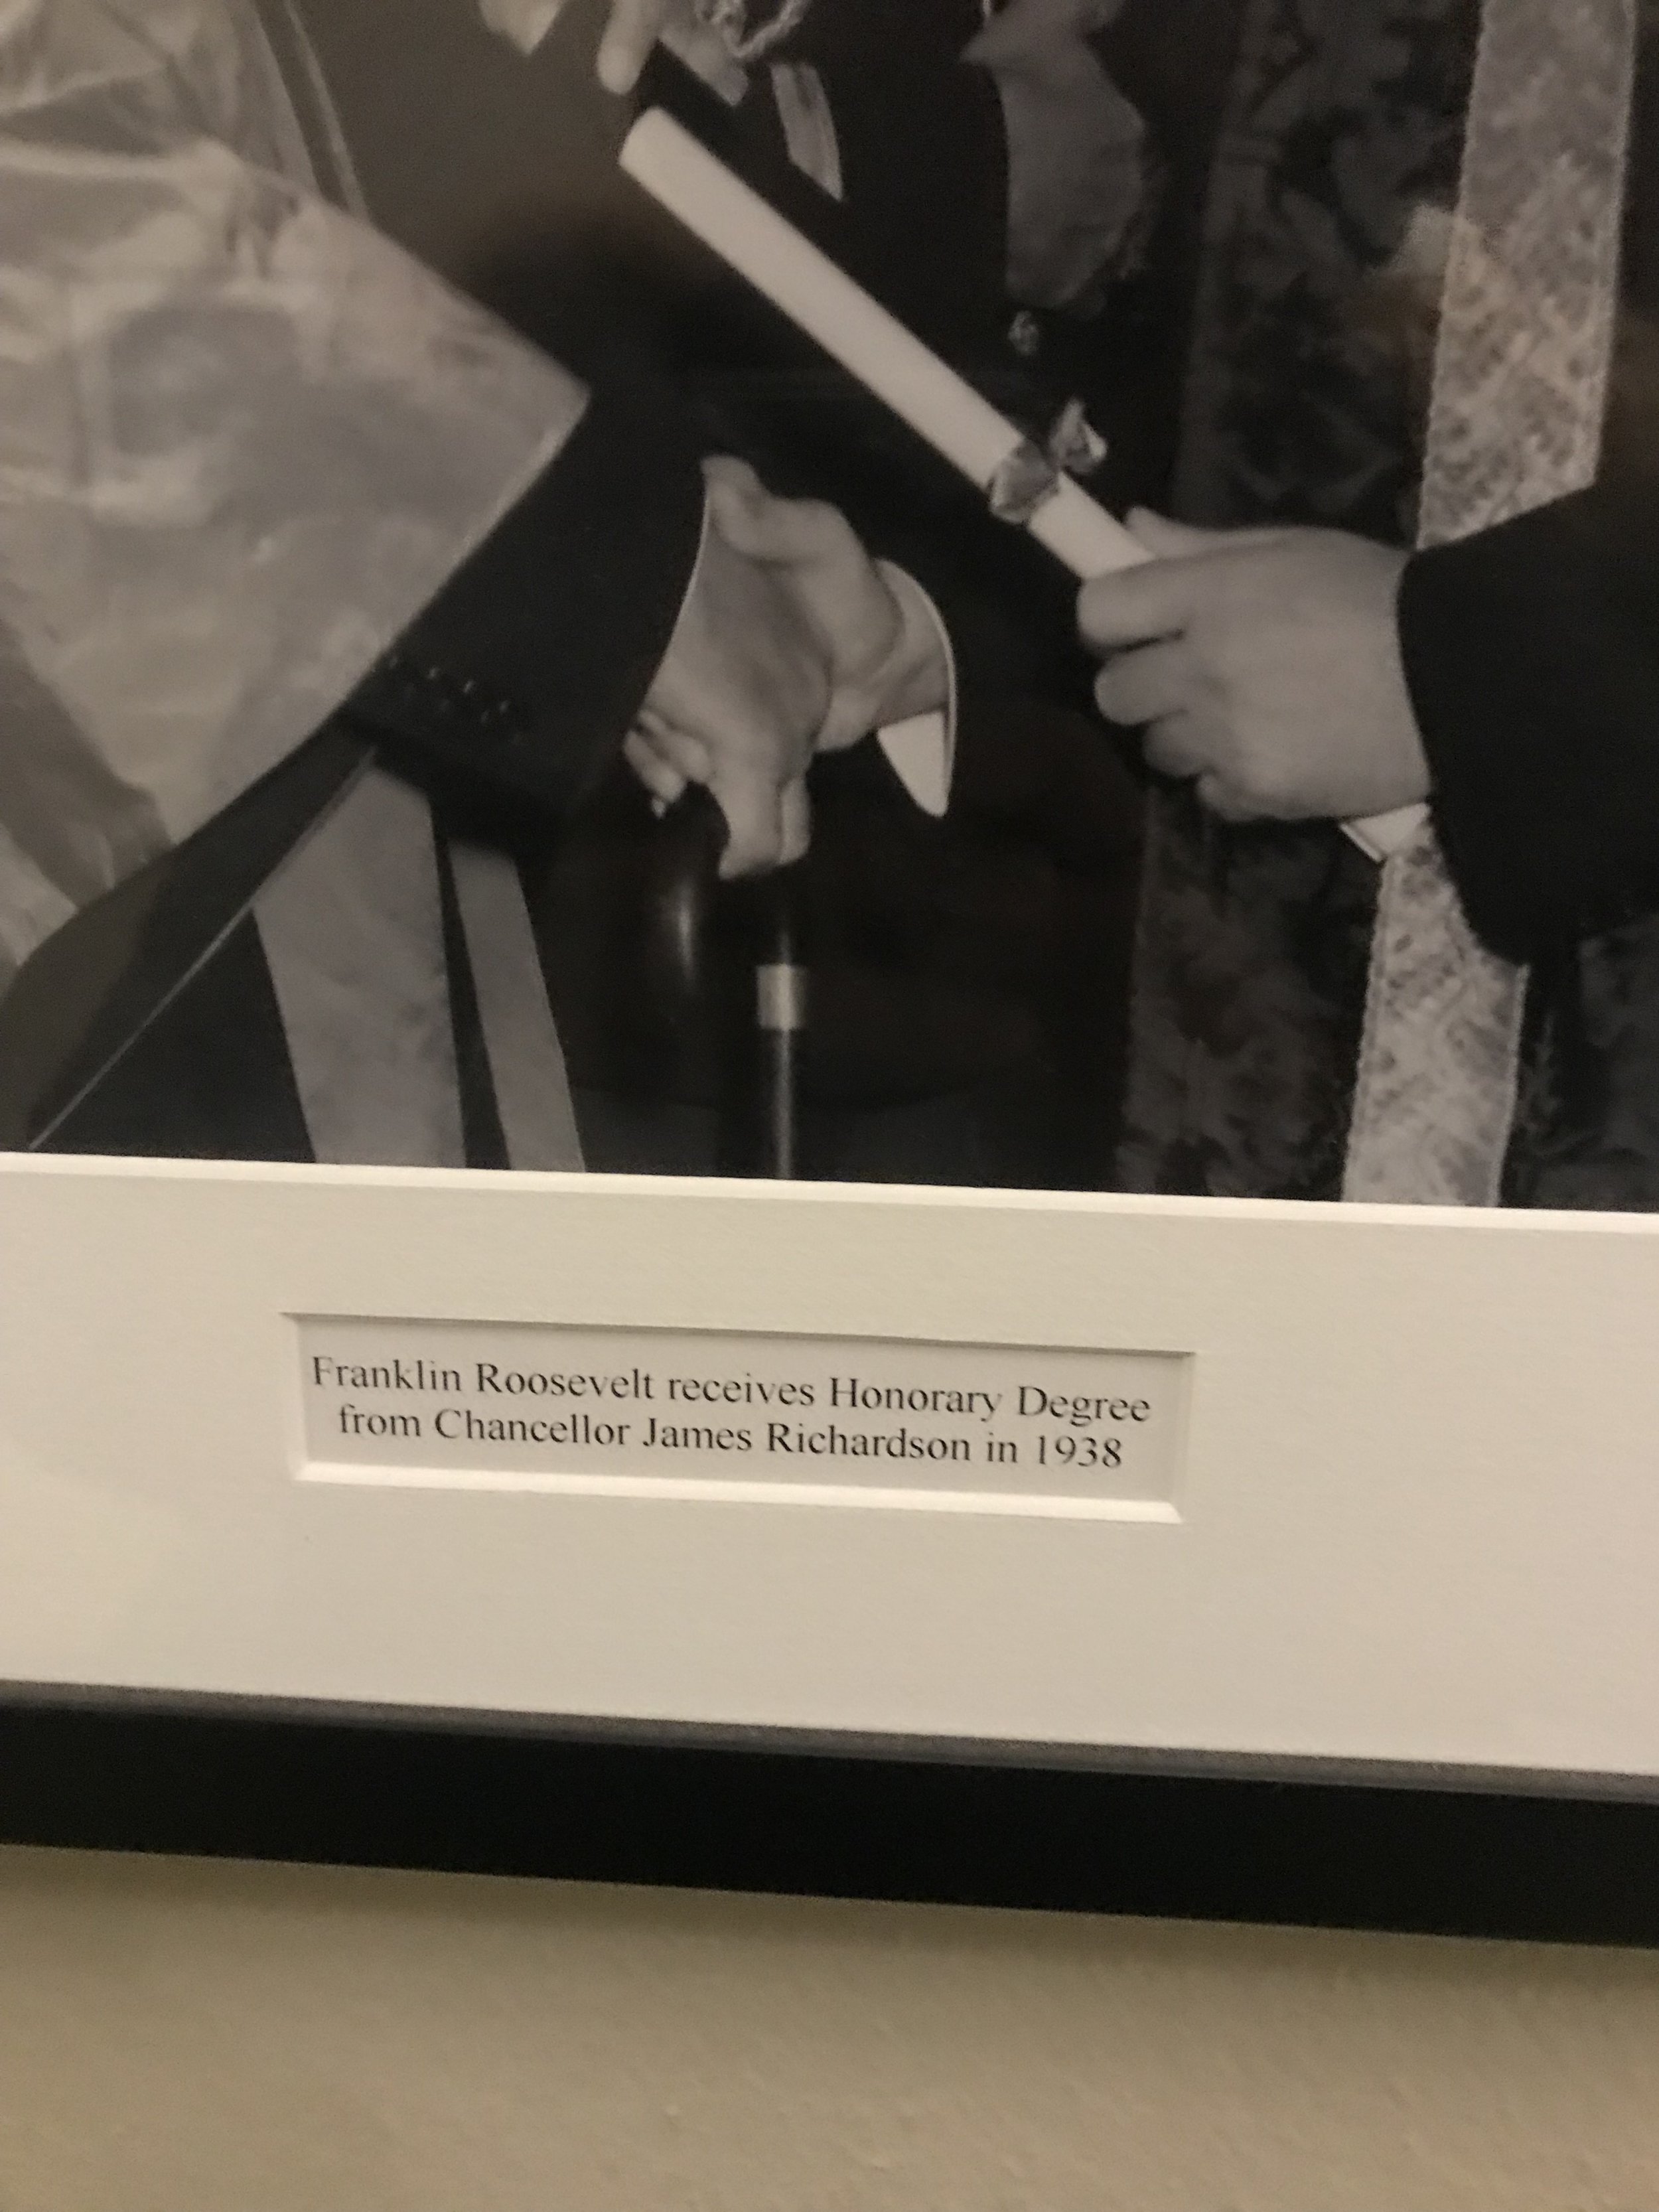 Franklin Roosevelt receives Honorary Degree
from Chancellor James Richardson in 1938